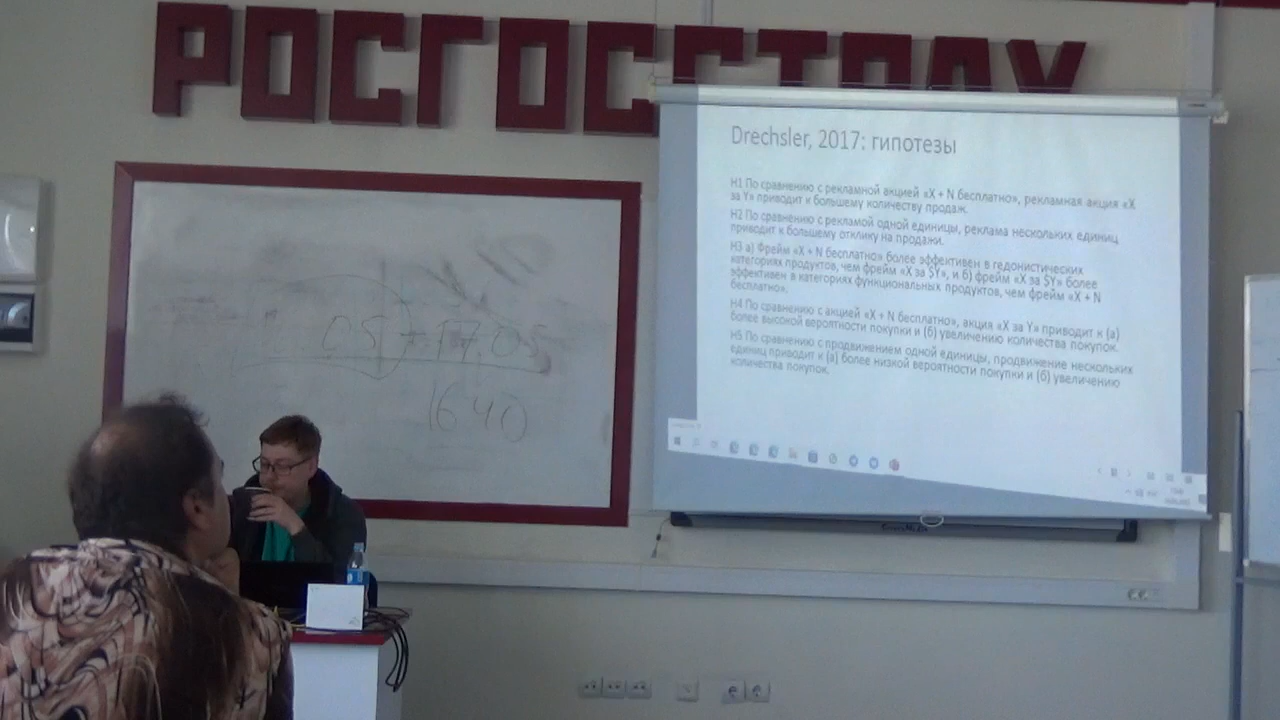 РОСГОССТРАХ
Drechsler, 2017: гипотезы
H1 По сравнению с рекламной акцией «X + N бесплатно», рекламная акция «X
за Y» приводит к большему количеству продаж.
H2 По сравнению с рекламой одной единицы, реклама нескольких единиц
приводит к большему отклику на продажи.
H3 а) Фрейм «X + N бесплатно» более эффективен в гедонистических
категориях продуктов, чем фрейм «X за $Y», и б) фрейм «X за $Y» более
эффективен в категориях функциональных продуктов, чем фрейм «X + N
бесплатно».
H4 По сравнению с акцией «X + N бесплатно», акция «X за Y» приводит к (а)
более высокой вероятности покупки и (б) увеличению количества покупок.
H5 По сравнению с продвижением одной единицы, продвижение нескольких
единиц приводит к (а) более низкой вероятности покупки и (б) увеличению
количества покупок.
1640